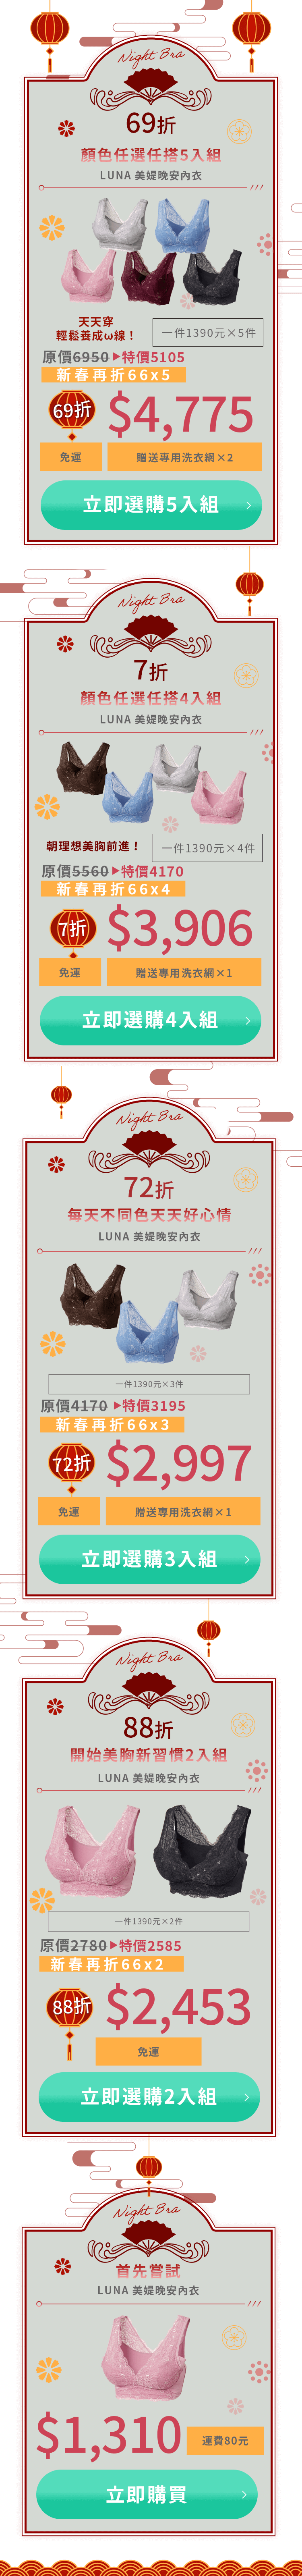 Night Bra
69折
顏色任選任搭5入組
LUNA 美媞晚安內衣
天天穿
輕鬆養成ω線！
一件1390元×5件
原價6950▶特價5105
新春再折66x5
69折
$4,775
免運
贈送專用洗衣網×2
立即選購5入組
Night Bra
7折
顏色任選任搭4入組
LUNA 美媞晚安內衣
朝理想美胸前進！
一件1390元×4件
原價5560▶特價4170
新春再折66x4
7折
$3,906
免運
贈送專用洗衣網×1
立即選購4入組
Night Bra
72折
每天不同色天天好心情
LUNA 美媞晚安內衣
一件1390元×3件
原價4170▶特價3195
新春再折66x3
72折
$2,997
免運
贈送專用洗衣網×1
立即選購3入組
Night Bra
88折
開始美胸新習慣2入組
LUNA 美媞晚安內衣
一件1390元×2件
原價2780▶特價2585
新春再折66x2
88折
$2,453
免運
立即選購2入組
Night Bra
首先嘗試
LUNA 美媞晚安內衣
$1,310
運費80元
立即購買